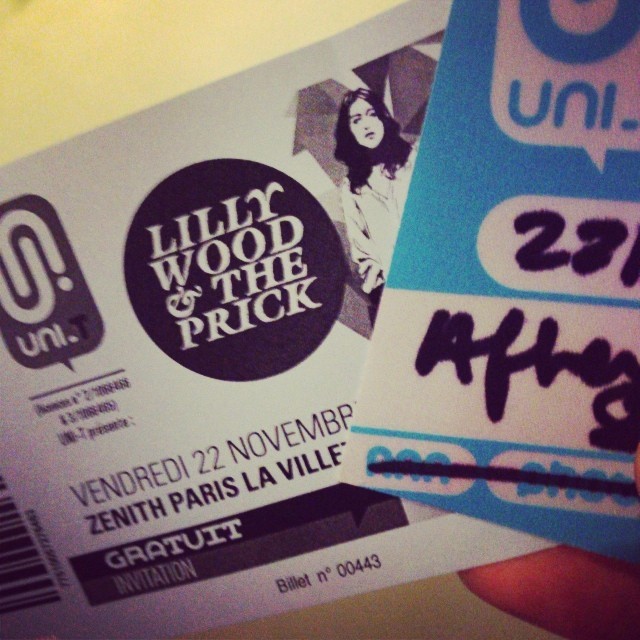 LILLY
WOOD
& THE
PRICK
UNI.T
UNI-T présente :
VENDREDI 22 NOVEMBR
ZENITH PARIS LA VILLE
GRATUIT
INVITATION
Billet n° 00443
UNI.
22/
After